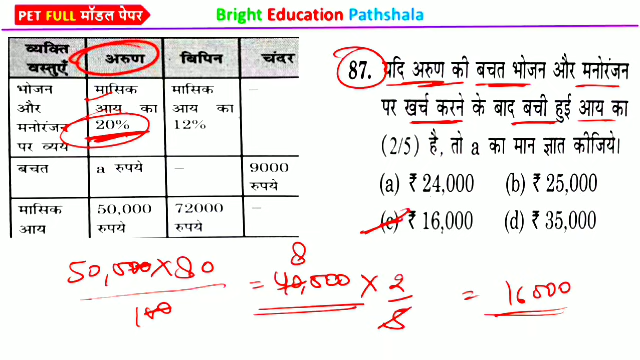 PET FULL मॉडल पेपर
Bright Education Pathshala
व्यक्ति वस्तुएँ | अरुण | बिपिन | चंदर
भोजन और मनोरंजन पर व्यय | मासिक आय का 20% | मासिक आय का 12% | –
बचत | a रुपये | – | 9000 रुपये
मासिक आय | 50,000 रुपये | 72000 रुपये | –
87. यदि अरुण की बचत भोजन और मनोरंजन
पर खर्च करने के बाद बची हुई आय का
(2/5) है, तो a का मान ज्ञात कीजिये।
(a) ₹ 24,000 (b) ₹ 25,000
(c) ₹ 16,000 (d) ₹ 35,000
50,000 × 80 / 100 = 40,000 8 × 2 / 5 = 16000